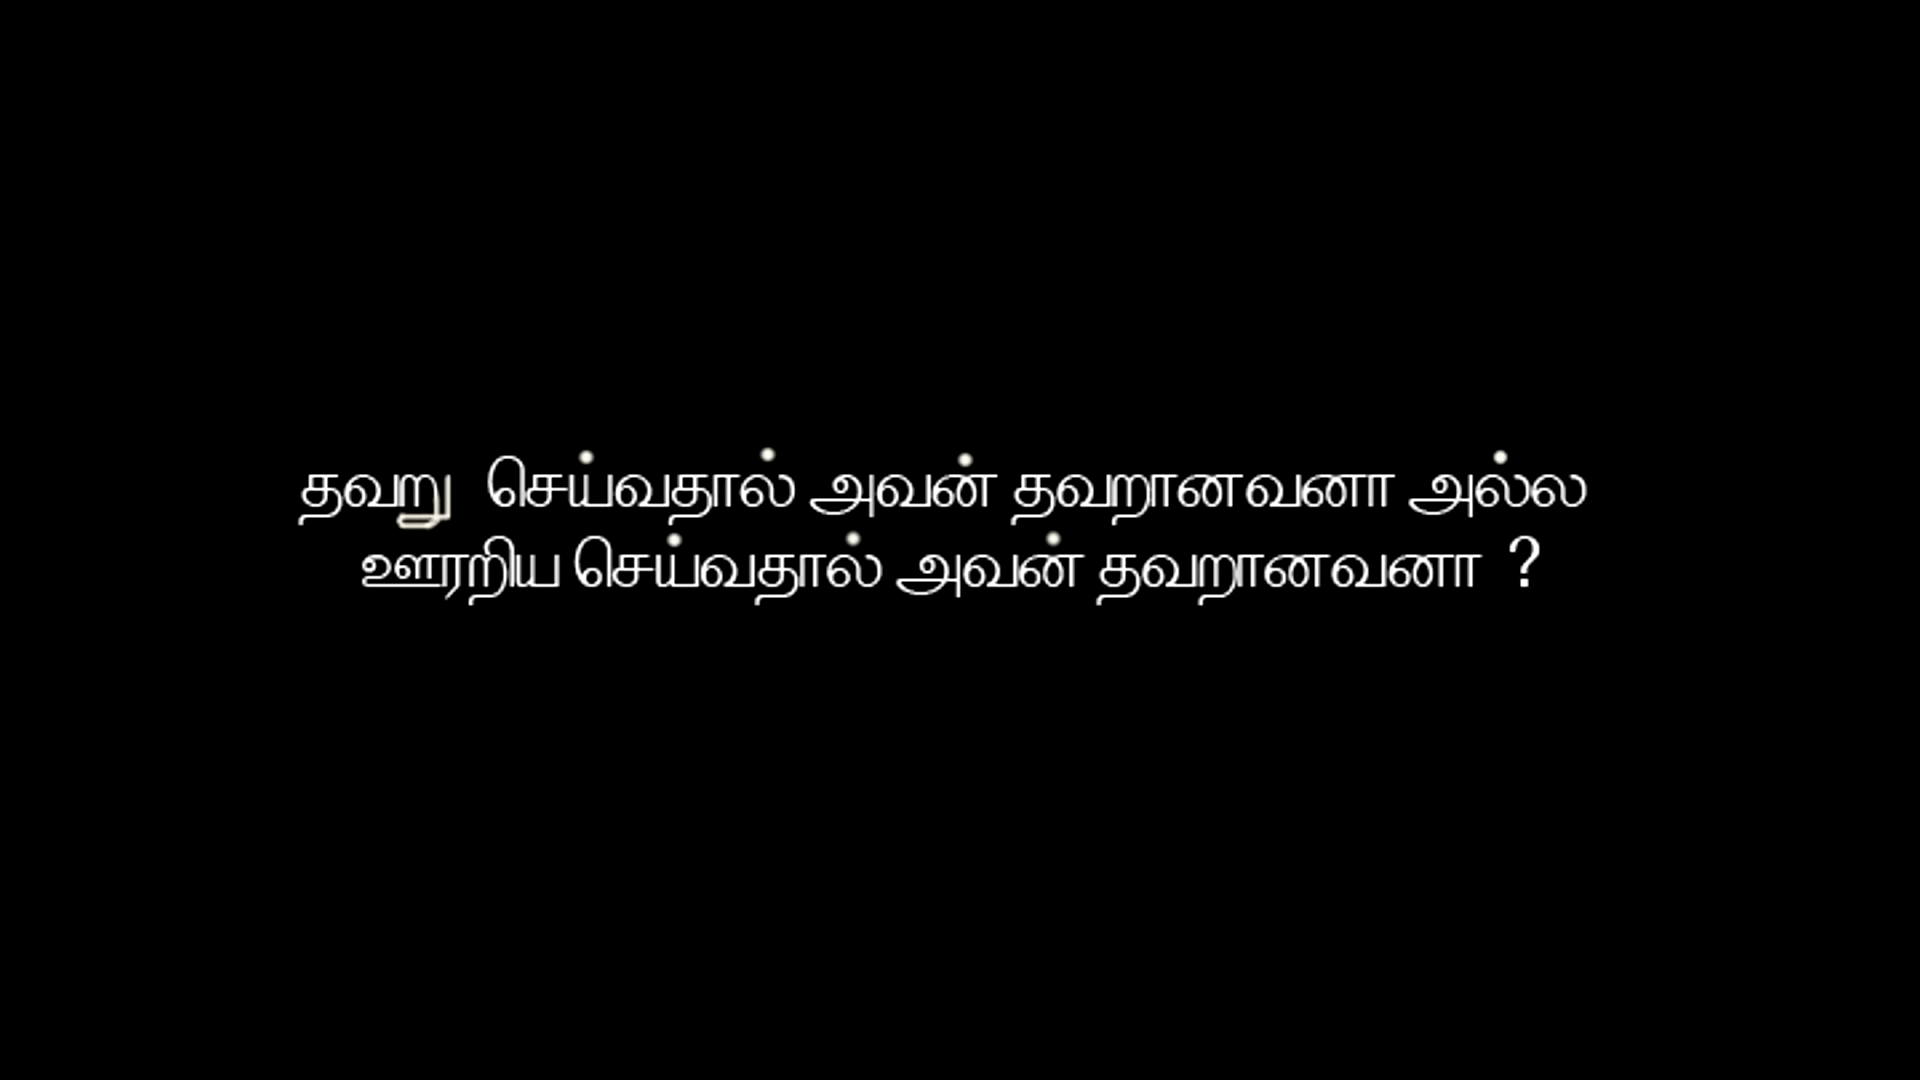 தவறு செய்வதால் அவன் தவறானவனா அல்ல
ஊரறிய செய்வதால் அவன் தவறானவனா ?